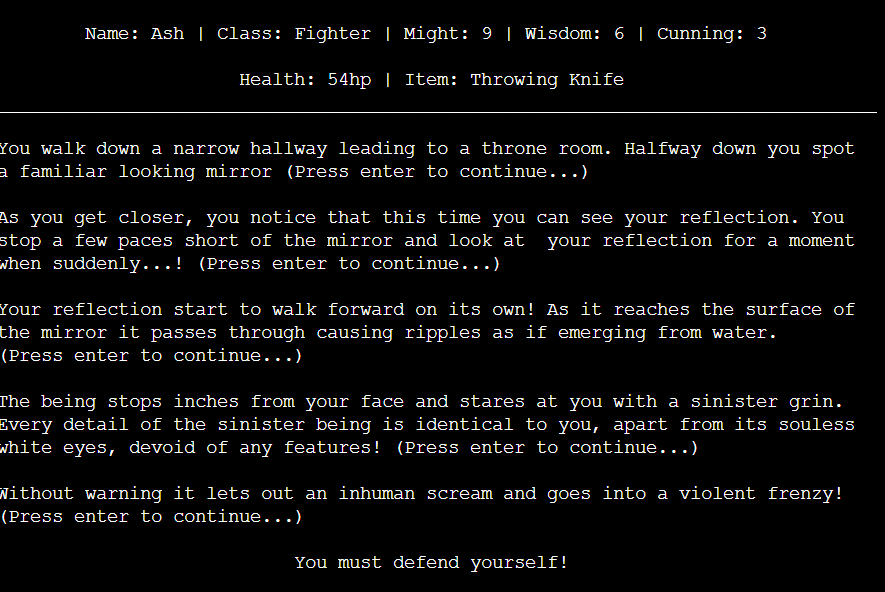 Name: Ash | Class: Fighter | Might: 9 | Wisdom: 6 | Cunning: 3
Health: 54hp | Item: Throwing Knife
You walk down a narrow hallway leading to a throne room. Halfway down you spot
a familiar looking mirror (Press enter to continue...)
As you get closer, you notice that this time you can see your reflection. You
stop a few paces short of the mirror and look at  your reflection for a moment
when suddenly...! (Press enter to continue...)
Your reflection start to walk forward on its own! As it reaches the surface of
the mirror it passes through causing ripples as if emerging from water.
(Press enter to continue...)
The being stops inches from your face and stares at you with a sinister grin.
Every detail of the sinister being is identical to you, apart from its souless
white eyes, devoid of any features! (Press enter to continue...)
Without warning it lets out an inhuman scream and goes into a violent frenzy!
(Press enter to continue...)
You must defend yourself!